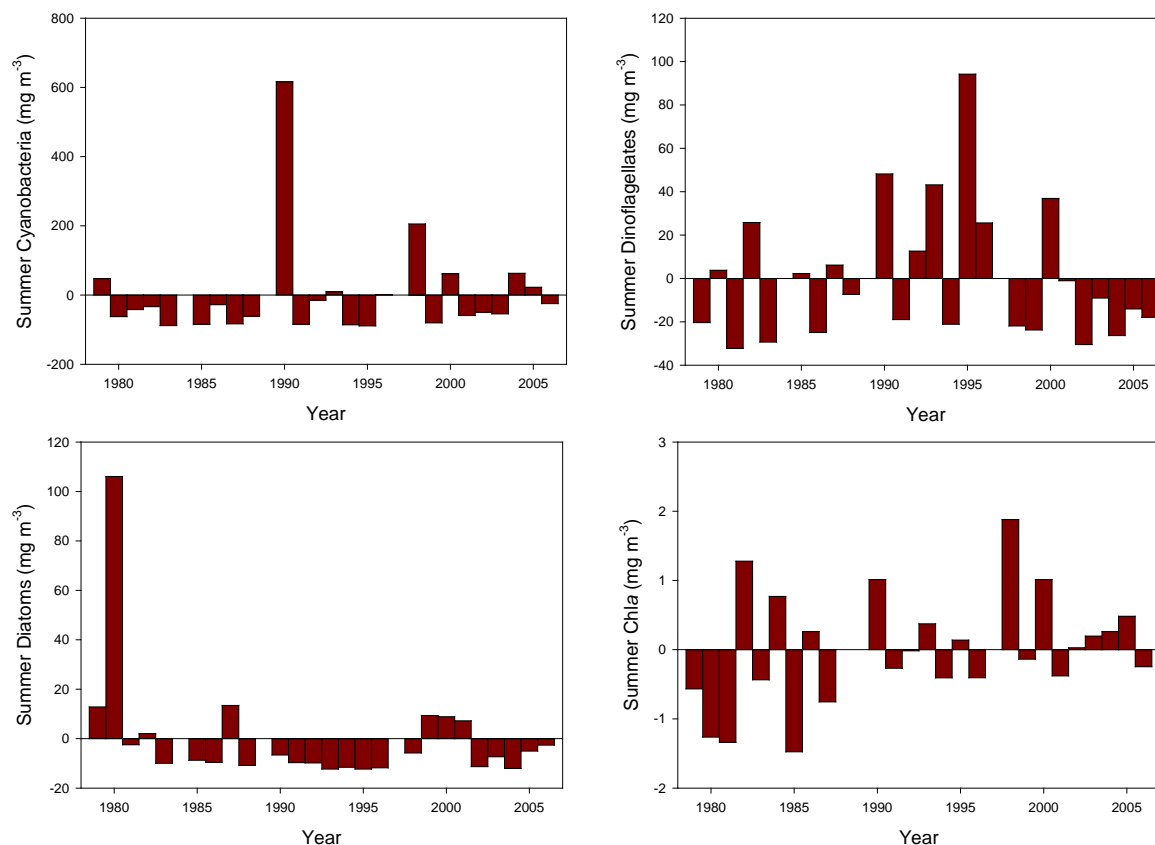 Summer Cyanobacteria (mg m-3)
800
600
400
200
0
-200
1980 1985 1990 1995 2000 2005
Year
Summer Dinoflagellates (mg m-3)
120
100
80
60
40
20
0
-20
-40
1980 1985 1990 1995 2000 2005
Year
Summer Diatoms (mg m-3)
120
100
80
60
40
20
0
-20
1980 1985 1990 1995 2000 2005
Year
Summer Chla (mg m-3)
3
2
1
0
-1
-2
1980 1985 1990 1995 2000 2005
Year